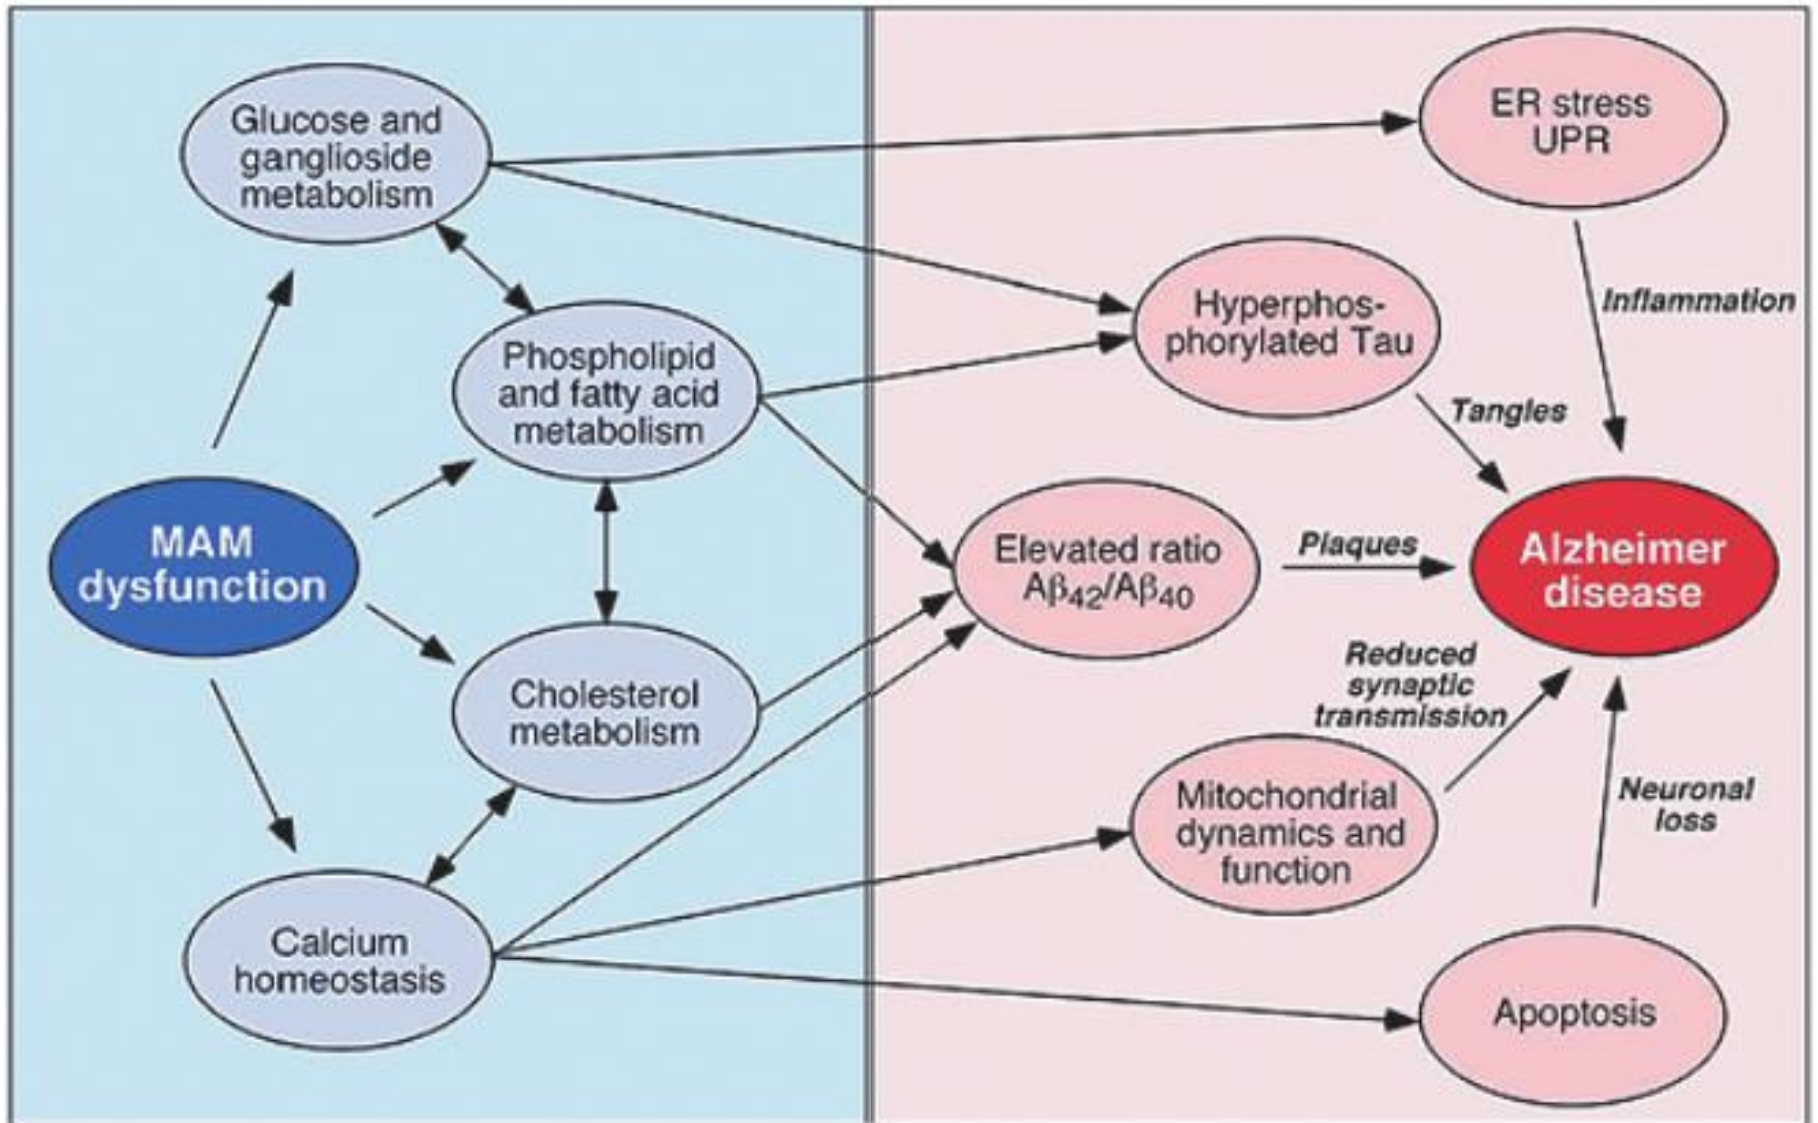 Glucose and
ganglioside
metabolism
Phospholipid
and fatty acid
metabolism
MAM
dysfunction
Cholesterol
metabolism
Calcium
homeostasis
ER stress
UPR
Inflammation
Hyperphos-
phorylated Tau
Tangles
Elevated ratio
Aβ42/Aβ40
Plaques
Alzheimer
disease
Reduced
synaptic
transmission
Mitochondrial
dynamics and
function
Neuronal
loss
Apoptosis